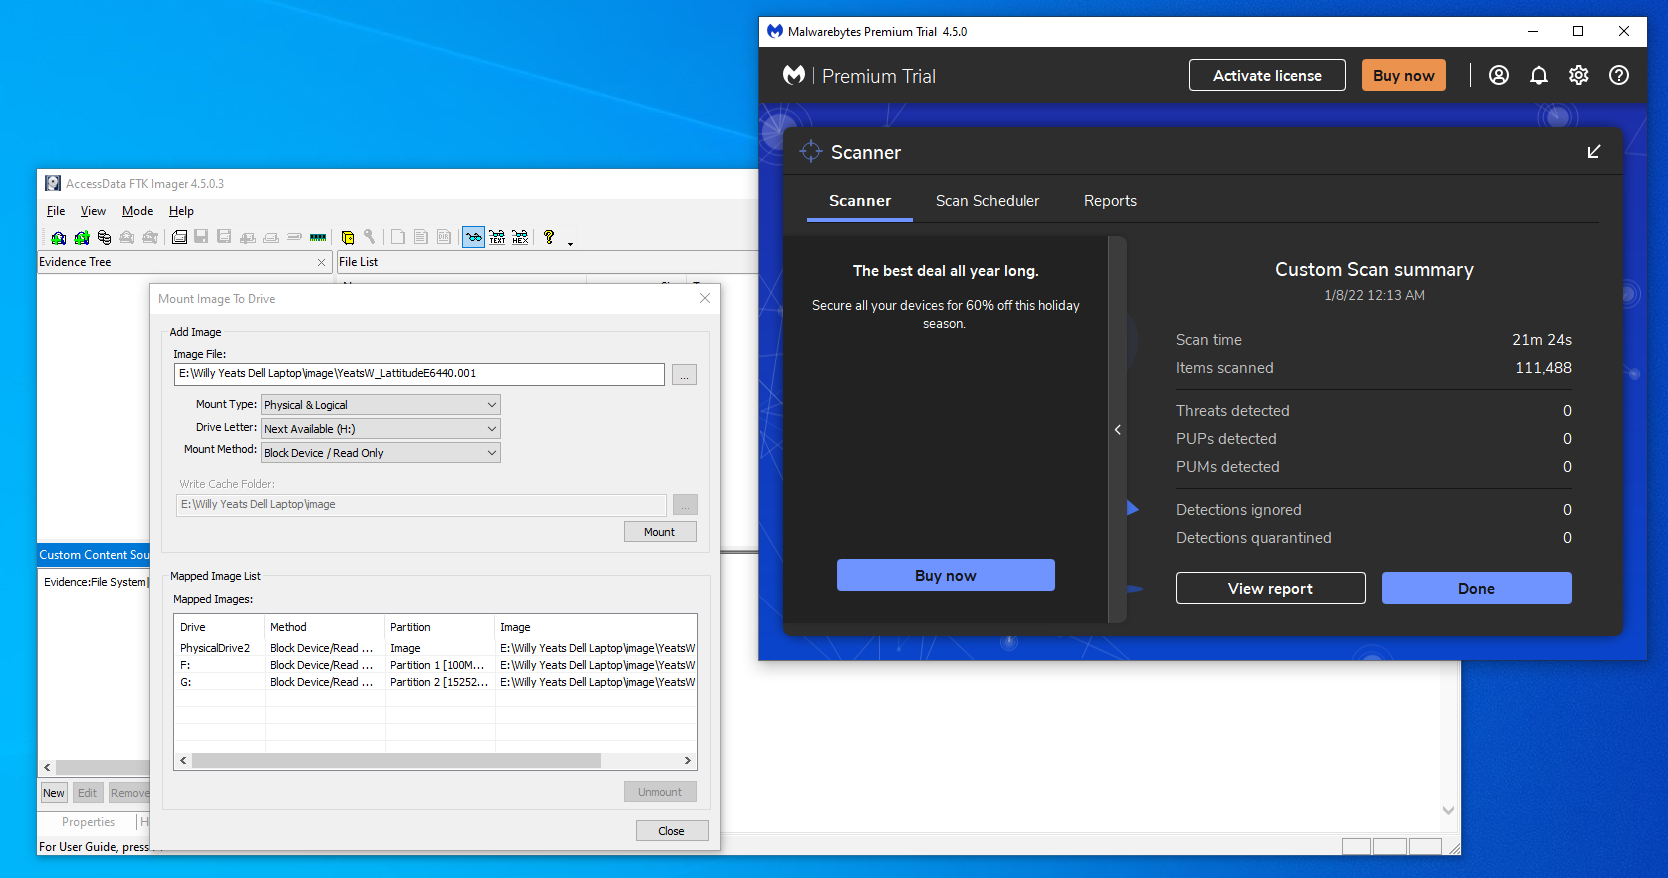 Malwarebytes Premium Trial 4.5.0
Premium Trial
Activate license
Buy now
Scanner
Scanner
Scan Scheduler
Reports
The best deal all year long.
Secure all your devices for 60% off this holiday
season.
Buy now
Custom Scan summary
1/8/22 12:13 AM
Scan time 21m 24s
Items scanned 111,488
Threats detected 0
PUPs detected 0
PUMs detected 0
Detections ignored 0
Detections quarantined 0
View report
Done
AccessData FTK Imager 4.5.0.3
File View Mode Help
TEXT HEX
Evidence Tree
File List
Mount Image To Drive
Add Image
Image File:
E:\Willy Yeats Dell Laptop\image\YeatsW_LattitudeE6440.001
...
Mount Type: Physical & Logical
Drive Letter: Next Available (H:)
Mount Method: Block Device / Read Only
Write Cache Folder:
E:\Willy Yeats Dell Laptop\image
...
Mount
Mapped Image List
Mapped Images:
Drive Method Partition Image
PhysicalDrive2 Block Device/Read ... Image E:\Willy Yeats Dell Laptop\image\YeatsW
F: Block Device/Read ... Partition 1 [100M... E:\Willy Yeats Dell Laptop\image\YeatsW
G: Block Device/Read ... Partition 2 [15252... E:\Willy Yeats Dell Laptop\image\YeatsW
Unmount
Close
Custom Content Sou
Evidence:File System|
New Edit Remove
Properties H
For User Guide, press